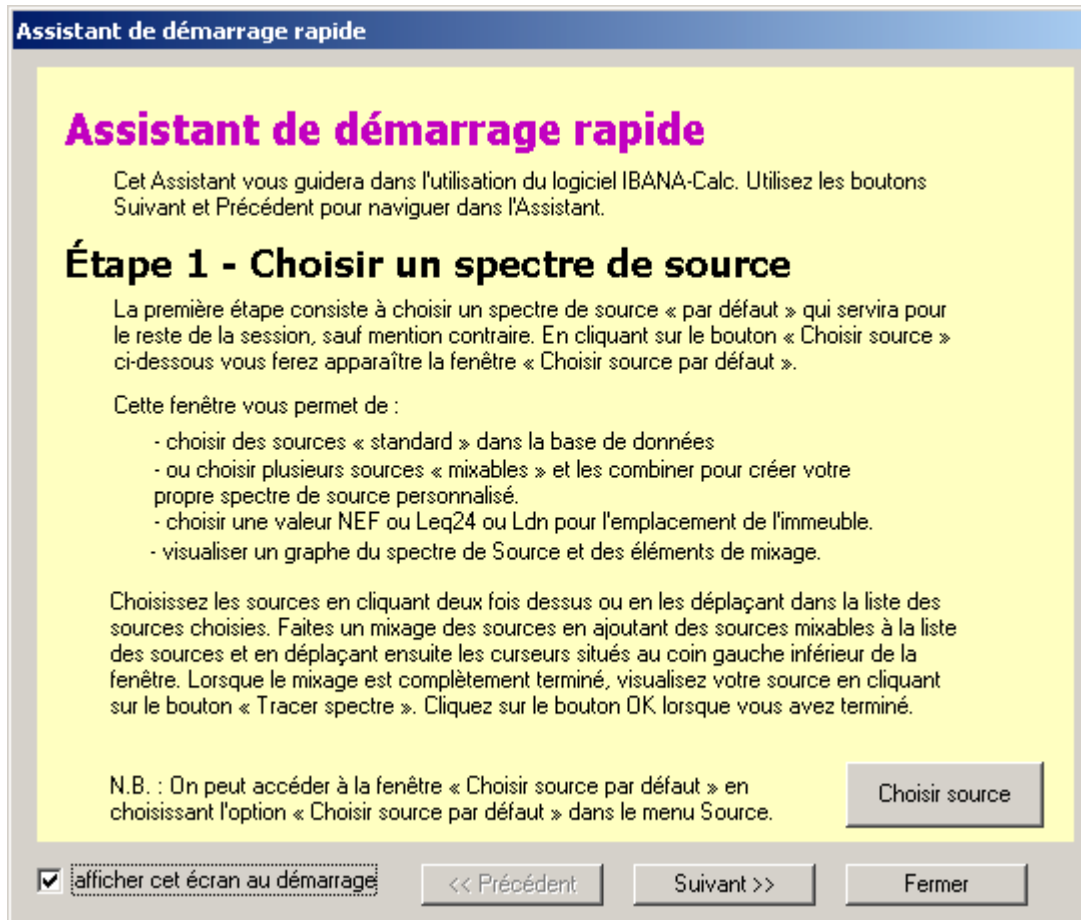 Assistant de démarrage rapide
Assistant de démarrage rapide
Cet Assistant vous guidera dans l'utilisation du logiciel IBANA-Calc. Utilisez les boutons
Suivant et Précédent pour naviguer dans l'Assistant.
Étape 1 - Choisir un spectre de source
La première étape consiste à choisir un spectre de source « par défaut » qui servira pour
le reste de la session, sauf mention contraire. En cliquant sur le bouton « Choisir source »
ci-dessous vous ferez apparaître la fenêtre « Choisir source par défaut ».
Cette fenêtre vous permet de :
- choisir des sources « standard » dans la base de données
- ou choisir plusieurs sources « mixables » et les combiner pour créer votre
propre spectre de source personnalisé.
- choisir une valeur NEF ou Leq24 ou Ldn pour l'emplacement de l'immeuble.
- visualiser un graphe du spectre de Source et des éléments de mixage.
Choisissez les sources en cliquant deux fois dessus ou en les déplaçant dans la liste des
sources choisies. Faites un mixage des sources en ajoutant des sources mixables à la liste
des sources et en déplaçant ensuite les curseurs situés au coin gauche inférieur de la
fenêtre. Lorsque le mixage est complètement terminé, visualisez votre source en cliquant
sur le bouton « Tracer spectre ». Cliquez sur le bouton OK lorsque vous avez terminé.
N.B. : On peut accéder à la fenêtre « Choisir source par défaut » en
choisissant l'option « Choisir source par défaut » dans le menu Source.
Choisir source
afficher cet écran au démarrage
<< Précédent
Suivant >>
Fermer